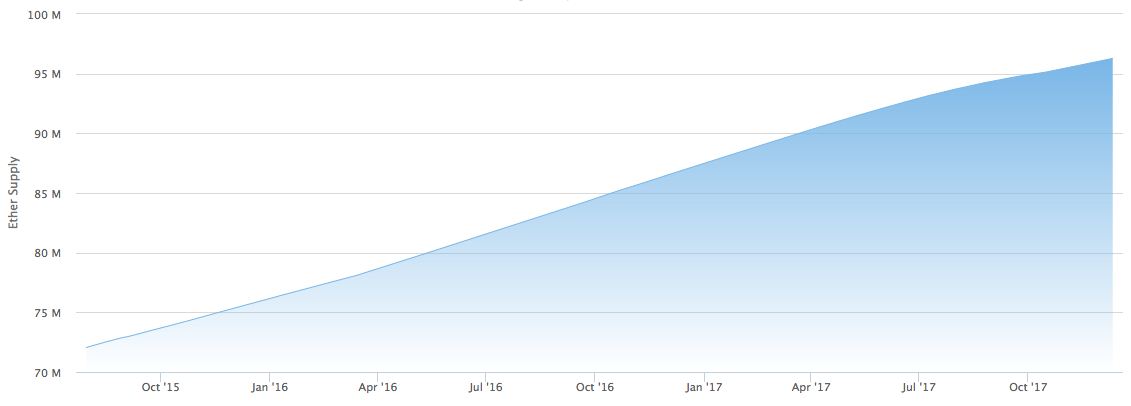 100 M
95 M
90 M
85 M
80 M
75 M
70 M
Ether Supply
Oct '15 Jan '16 Apr '16 Jul '16 Oct '16 Jan '17 Apr '17 Jul '17 Oct '17